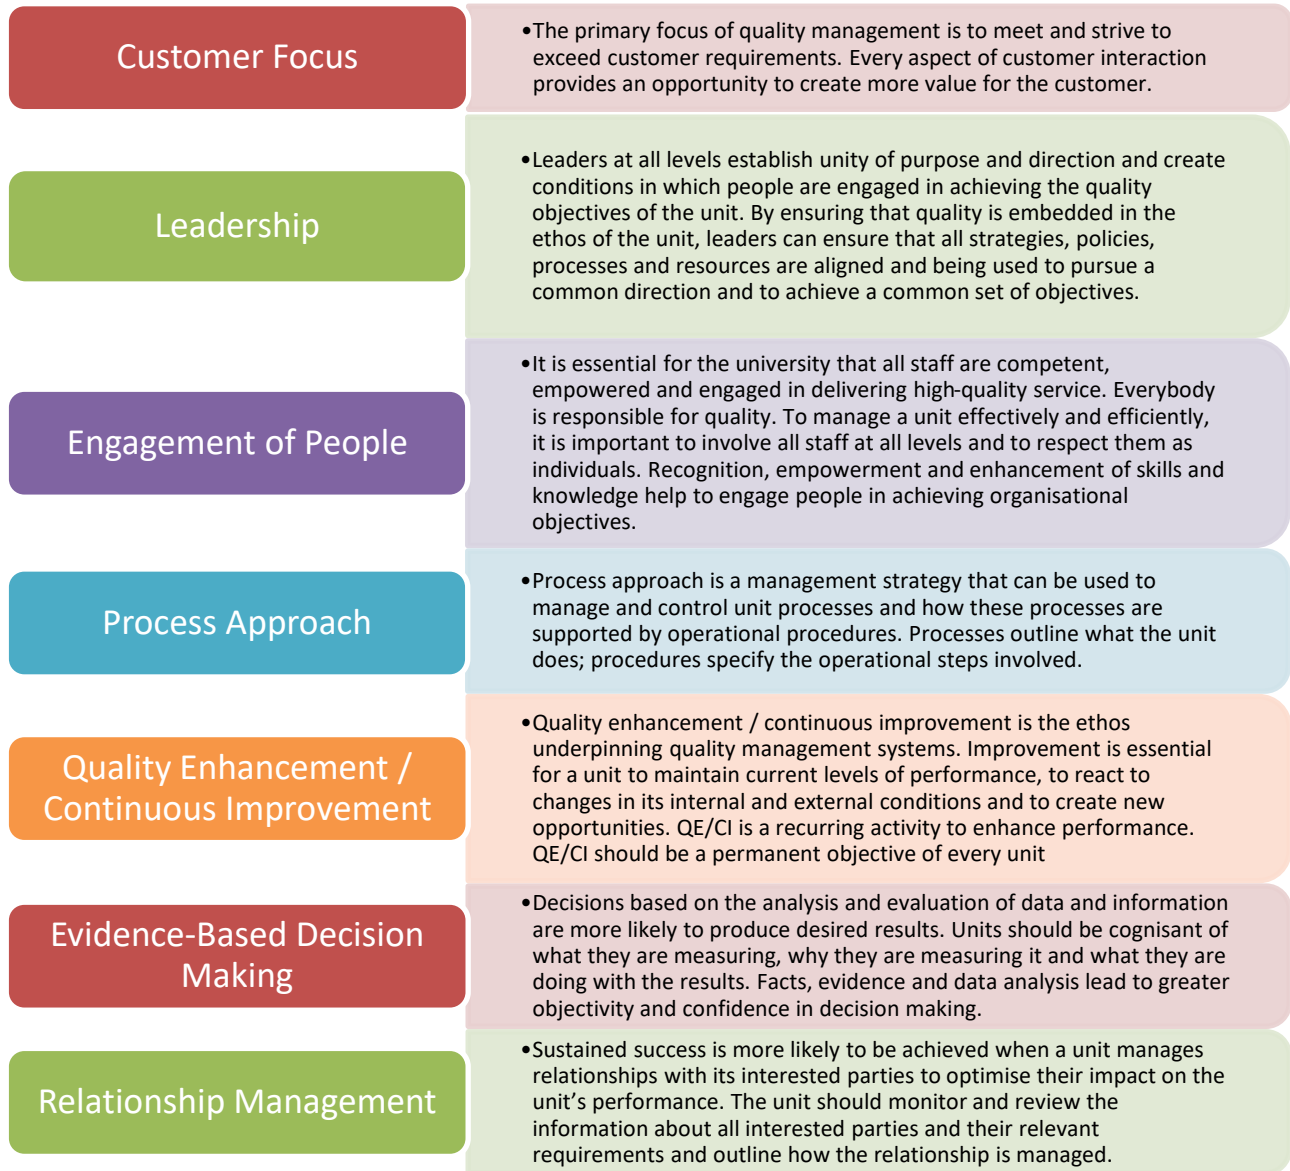 Customer Focus
•The primary focus of quality management is to meet and strive to
exceed customer requirements. Every aspect of customer interaction
provides an opportunity to create more value for the customer.
Leadership
•Leaders at all levels establish unity of purpose and direction and create
conditions in which people are engaged in achieving the quality
objectives of the unit. By ensuring that quality is embedded in the
ethos of the unit, leaders can ensure that all strategies, policies,
processes and resources are aligned and being used to pursue a
common direction and to achieve a common set of objectives.
Engagement of People
•It is essential for the university that all staff are competent,
empowered and engaged in delivering high-quality service. Everybody
is responsible for quality. To manage a unit effectively and efficiently,
it is important to involve all staff at all levels and to respect them as
individuals. Recognition, empowerment and enhancement of skills and
knowledge help to engage people in achieving organisational
objectives.
Process Approach
•Process approach is a management strategy that can be used to
manage and control unit processes and how these processes are
supported by operational procedures. Processes outline what the unit
does; procedures specify the operational steps involved.
Quality Enhancement /
Continuous Improvement
•Quality enhancement / continuous improvement is the ethos
underpinning quality management systems. Improvement is essential
for a unit to maintain current levels of performance, to react to
changes in its internal and external conditions and to create new
opportunities. QE/CI is a recurring activity to enhance performance.
QE/CI should be a permanent objective of every unit
Evidence-Based Decision
Making
•Decisions based on the analysis and evaluation of data and information
are more likely to produce desired results. Units should be cognisant of
what they are measuring, why they are measuring it and what they are
doing with the results. Facts, evidence and data analysis lead to greater
objectivity and confidence in decision making.
Relationship Management
•Sustained success is more likely to be achieved when a unit manages
relationships with its interested parties to optimise their impact on the
unit’s performance. The unit should monitor and review the
information about all interested parties and their relevant
requirements and outline how the relationship is managed.